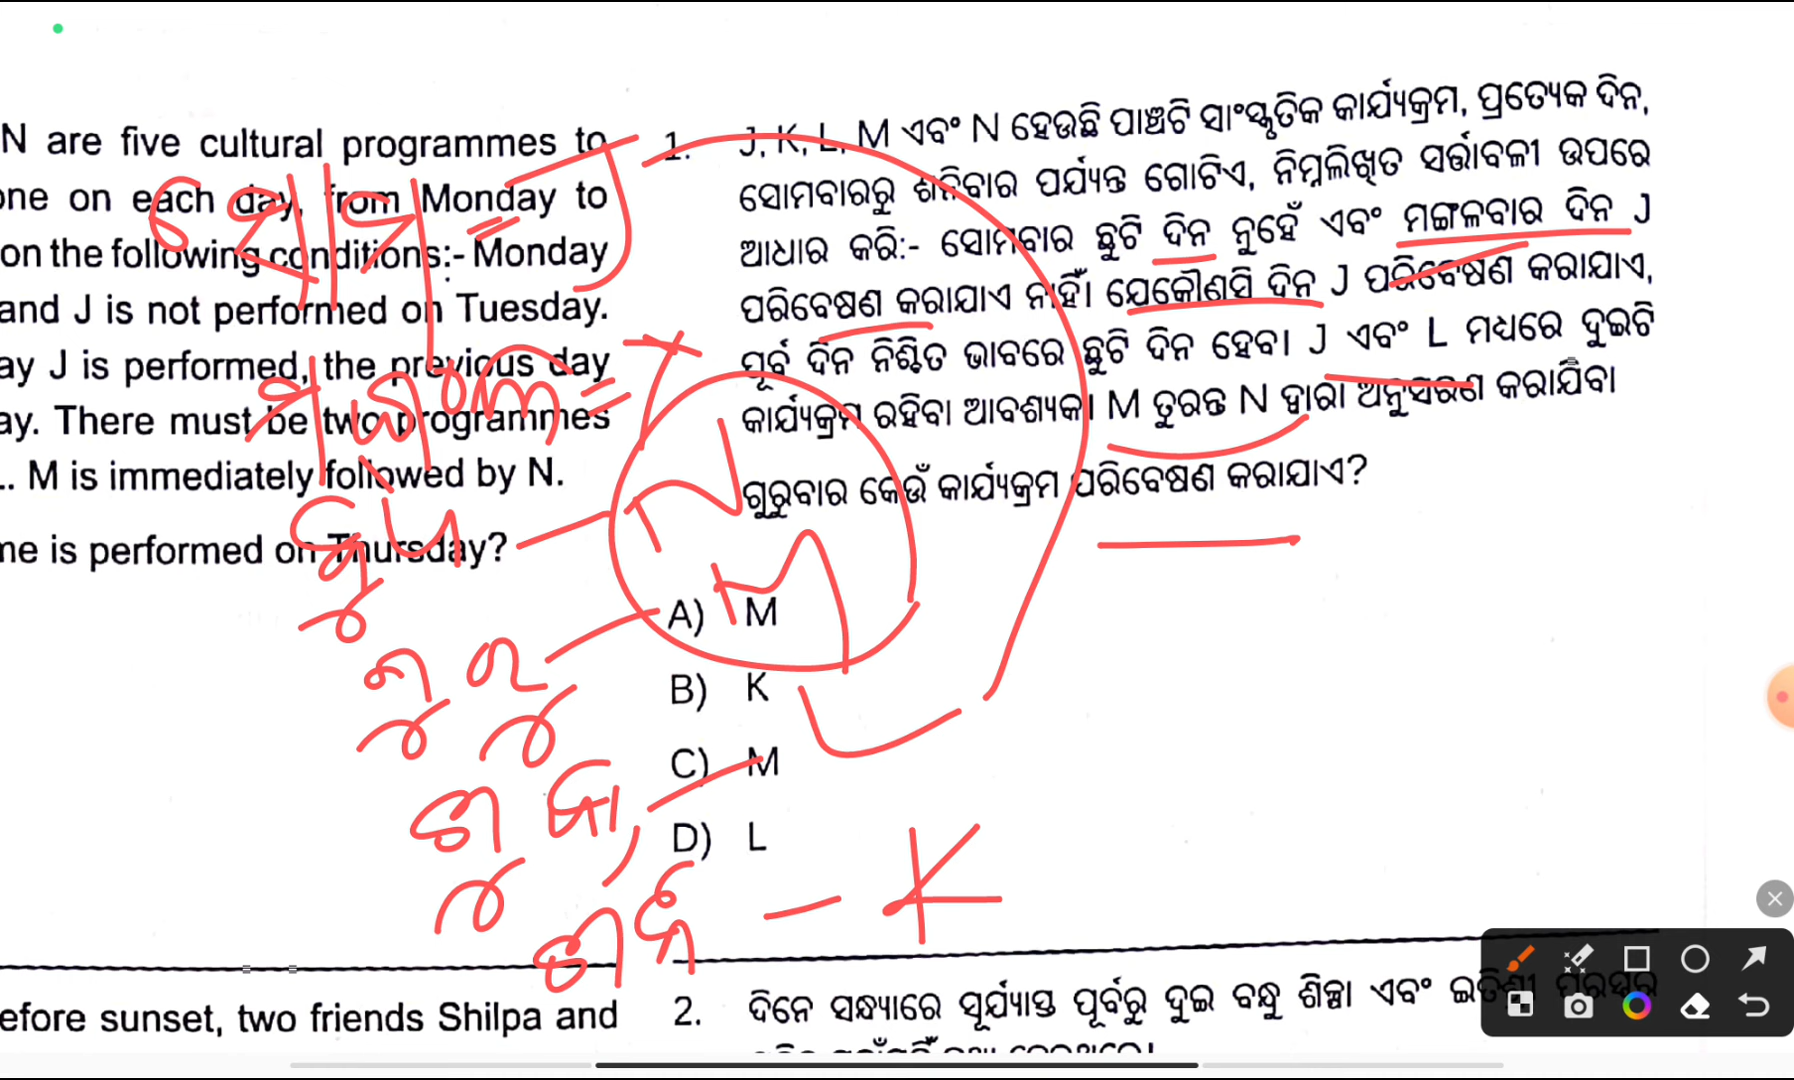 N are five cultural programmes to
one on each day, from Monday to
on the following conditions:- Monday
and J is not performed on Tuesday.
ay J is performed, the previous day
ay. There must be two programmes
.. M is immediately followed by N.
me is performed on Thursday?
1. J, K, L, M ଏବଂ N ହେଉଛି ପାଞ୍ଚଟି ସାଂସ୍କୃତିକ କାର୍ଯ୍ୟକ୍ରମ, ପ୍ରତ୍ୟେକ ଦିନ,
ସୋମବାରରୁ ଶନିବାର ପର୍ଯ୍ୟନ୍ତ ଗୋଟିଏ, ନିମ୍ନଲିଖିତ ସର୍ତ୍ତାବଳୀ ଉପରେ
ଆଧାର କରି:- ସୋମବାର ଛୁଟି ଦିନ ନୁହେଁ ଏବଂ ମଙ୍ଗଳବାର ଦିନ J
ପରିବେଷଣ କରାଯାଏ ନାହିଁ। ଯେକୌଣସି ଦିନ J ପରିବେଷଣ କରାଯାଏ,
ପୂର୍ବ ଦିନ ନିଶ୍ଚିତ ଭାବରେ ଛୁଟି ଦିନ ହେବ। J ଏବଂ L ମଧ୍ୟରେ ଦୁଇଟି
କାର୍ଯ୍ୟକ୍ରମ ରହିବା ଆବଶ୍ୟକ। M ତୁରନ୍ତ N ଦ୍ୱାରା ଅନୁସରଣ କରାଯିବ।
ଗୁରୁବାର କେଉଁ କାର୍ଯ୍ୟକ୍ରମ ପରିବେଷଣ କରାଯାଏ?
A) M
B) K
C) M
D) L
= J
= X
N
M
L
K
efore sunset, two friends Shilpa and
2. ଦିନେ ସନ୍ଧ୍ୟାରେ ସୂର୍ଯ୍ୟାସ୍ତ ପୂର୍ବରୁ ଦୁଇ ବନ୍ଧୁ ଶିଳ୍ପା ଏବଂ